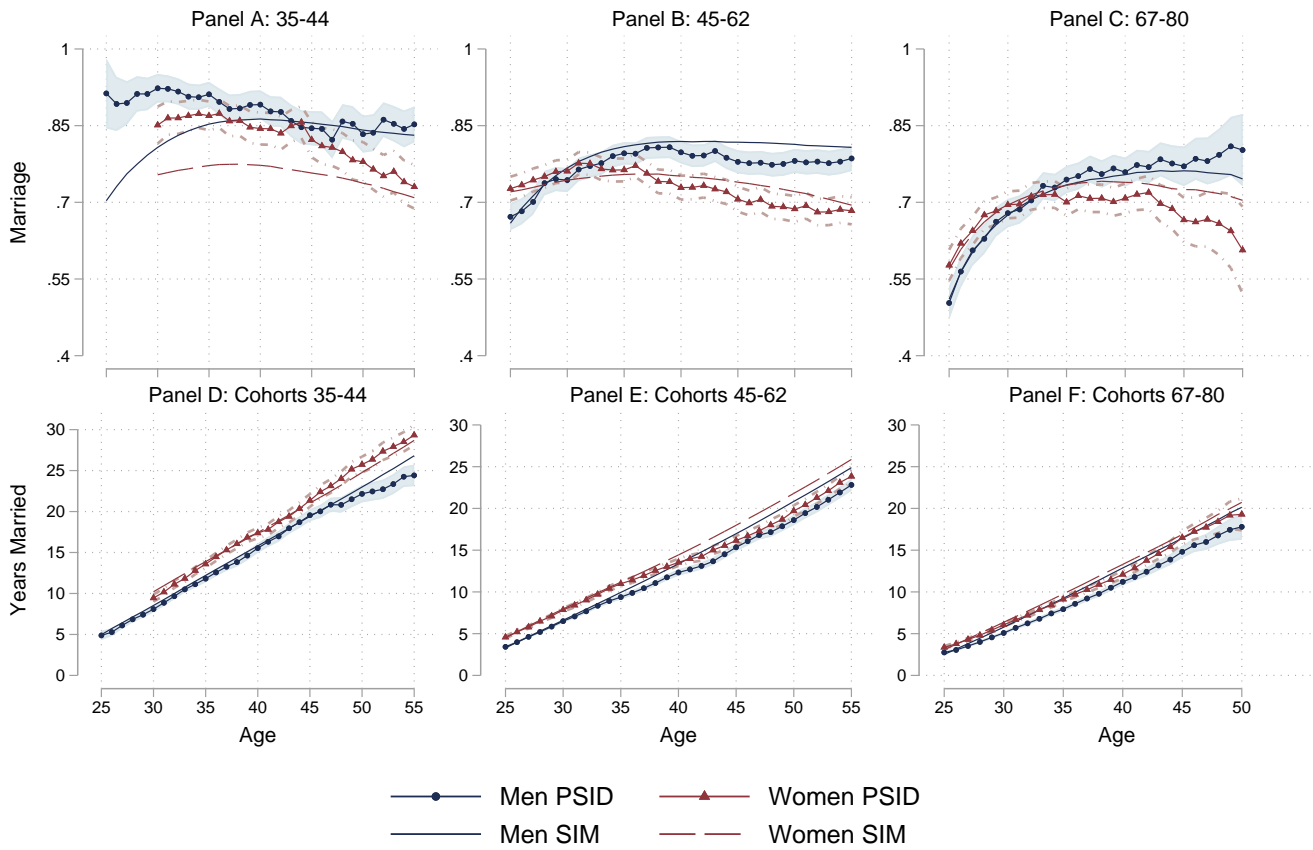 Panel A: 35-44
Panel B: 45-62
Panel C: 67-80
Marriage
1
.85
.7
.55
.4
1
.85
.7
.55
.4
1
.85
.7
.55
.4
Panel D: Cohorts 35-44
Panel E: Cohorts 45-62
Panel F: Cohorts 67-80
Years Married
30
25
20
15
10
5
0
30
25
20
15
10
5
0
30
25
20
15
10
5
0
25 30 35 40 45 50 55
25 30 35 40 45 50 55
25 30 35 40 45 50
Age
Age
Age
Men PSID
Women PSID
Men SIM
Women SIM